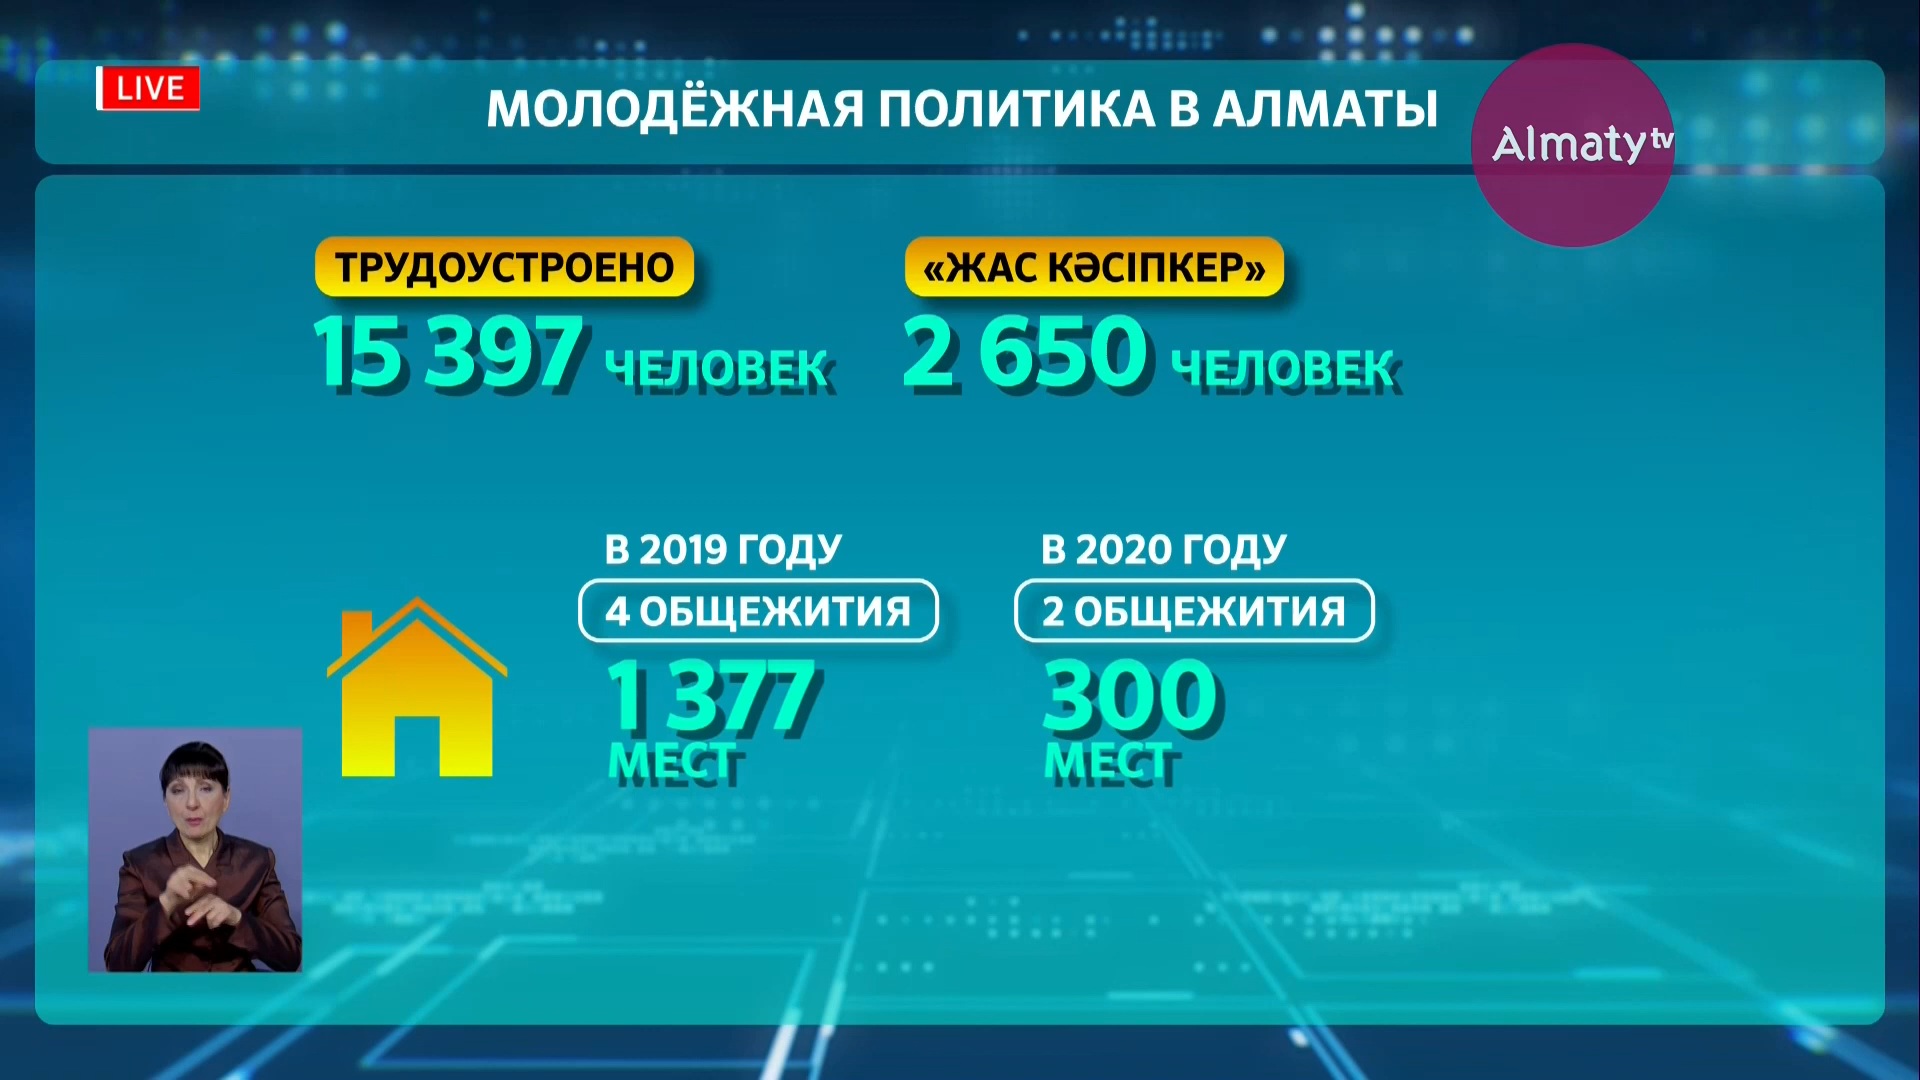 LIVE
МОЛОДЁЖНАЯ ПОЛИТИКА В АЛМАТЫ
Almaty tv
ТРУДОУСТРОЕНО
15 397 ЧЕЛОВЕК
«ЖАС КӘСІПКЕР»
2 650 ЧЕЛОВЕК
В 2019 ГОДУ
4 ОБЩЕЖИТИЯ
1 377
МЕСТ
В 2020 ГОДУ
2 ОБЩЕЖИТИЯ
300
МЕСТ